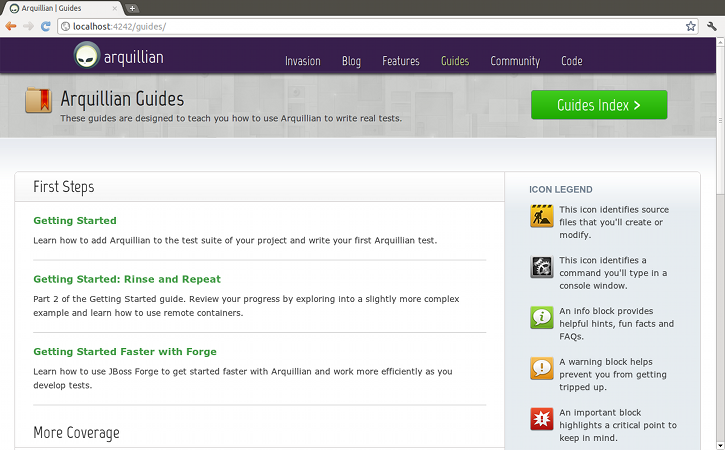 Arquillian | Guides
localhost:4242/guides/
arquillian
Invasion Blog Features Guides Community Code
Arquillian Guides
These guides are designed to teach you how to use Arquillian to write real tests.
Guides Index >
First Steps
Getting Started
Learn how to add Arquillian to the test suite of your project and write your first Arquillian test.
Getting Started: Rinse and Repeat
Part 2 of the Getting Started guide. Review your progress by exploring into a slightly more complex
example and learn how to use remote containers.
Getting Started Faster with Forge
Learn how to use JBoss Forge to get started faster with Arquillian and work more efficiently as you
develop tests.
More Coverage
ICON LEGEND
This icon identifies source
files that you'll create or
modify.
This icon identifies a
command you'll type in a
console window.
An info block provides
helpful hints, fun facts and
FAQs.
A warning block helps
prevent you from getting
tripped up.
An important block
highlights a critical point to
keep in mind.